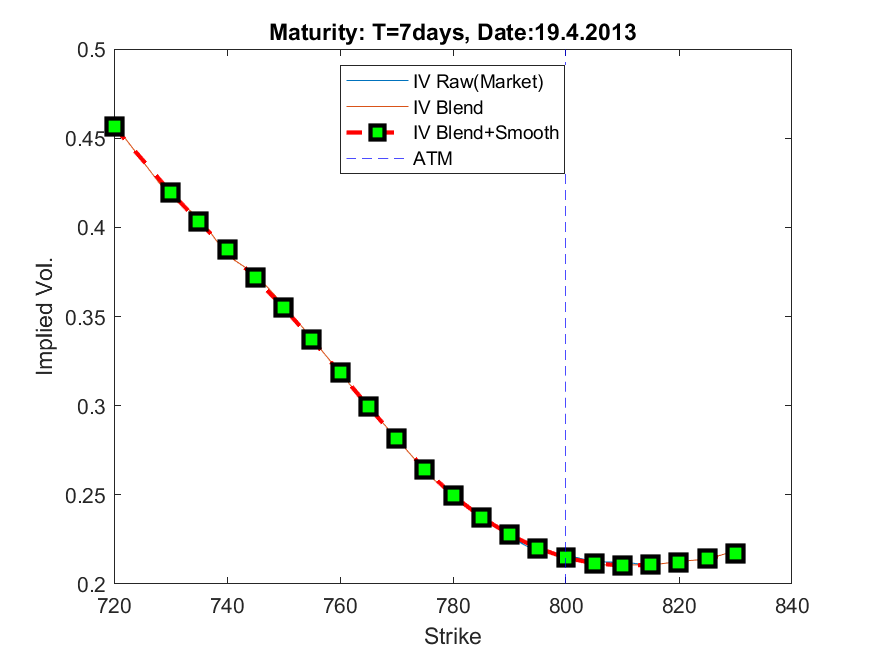 Maturity: T=7days, Date:19.4.2013
0.5
IV Raw(Market)
IV Blend
IV Blend+Smooth
ATM
0.45
0.4
0.35
0.3
0.25
0.2
Implied Vol.
720 740 760 780 800 820 840
Strike